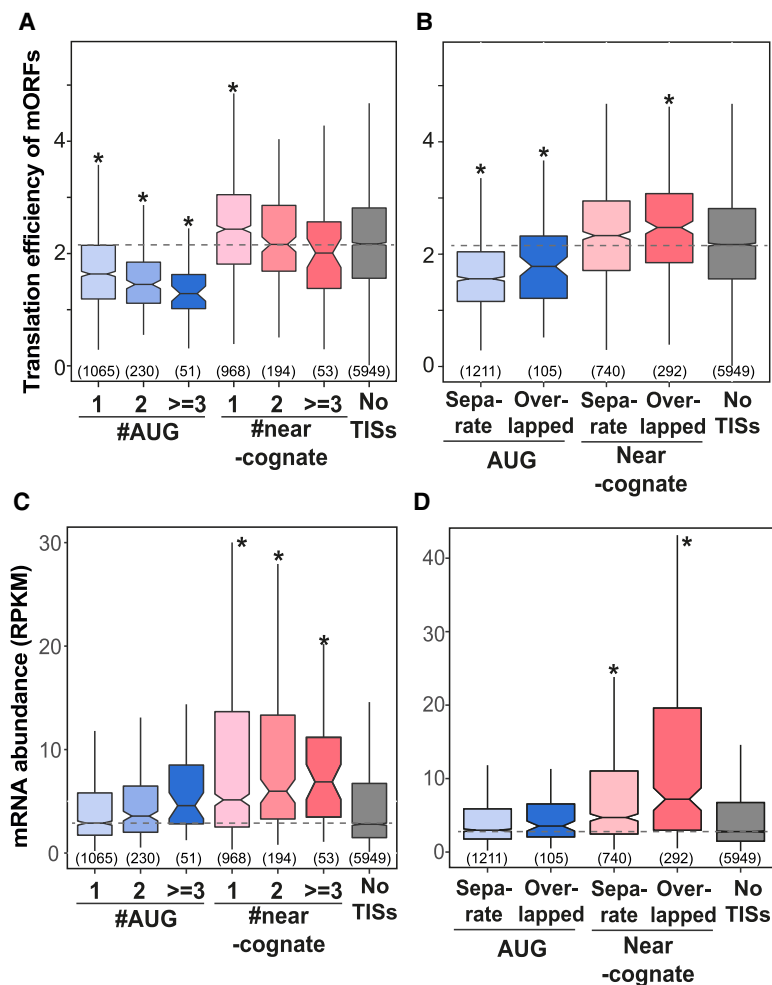 A
Translation efficiency of mORFs
4
2
0
* * * *
(1065) (230) (51) (968) (194) (53) (5949)
1 2 >=3 1 2 >=3 No
TISs
#AUG #near
-cognate
B
4
2
0
* * *
(1211) (105) (740) (292) (5949)
Sepa- Over- Sepa- Over- No
rate lapped rate lapped TISs
AUG Near
-cognate
C
mRNA abundance (RPKM)
30
20
10
0
* * *
(1065) (230) (51) (968) (194) (53) (5949)
1 2 >=3 1 2 >=3 No
TISs
#AUG #near
-cognate
D
40
30
20
10
0
* *
(1211) (105) (740) (292) (5949)
Sepa- Over- Sepa- Over- No
rate lapped rate lapped TISs
AUG Near
-cognate